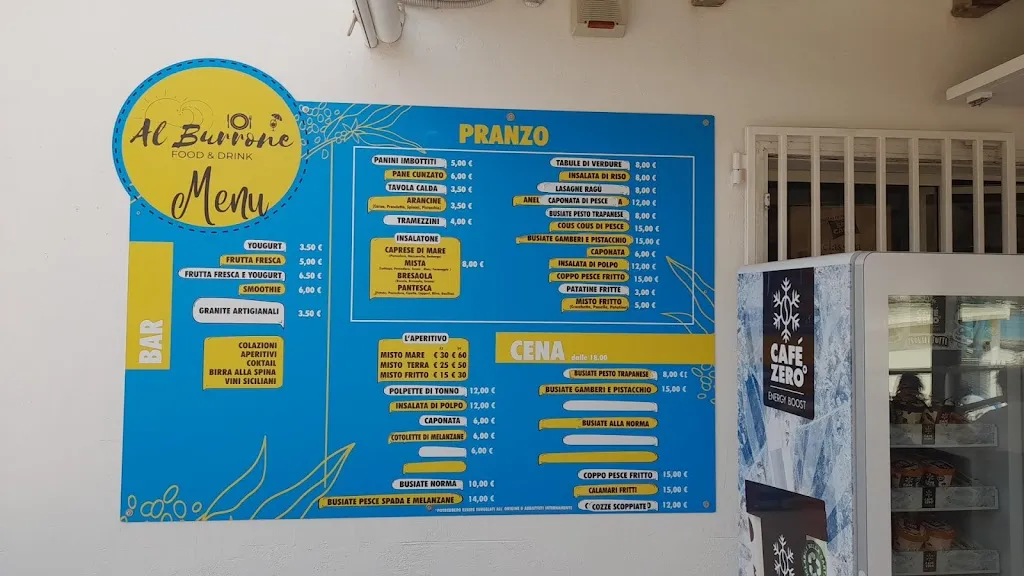 Al Burrone
FOOD & DRINK
Menu
BAR
YOUGURT 3.50 €
FRUTTA FRESCA 5,00 €
FRUTTA FRESCA E YOUGURT 6.50 €
SMOOTHIE 6,00 €
GRANITE ARTIGIANALI 3.50 €
COLAZIONI
APERITIVI
COKTAIL
BIRRA ALLA SPINA
VINI SICILIANI
PRANZO
PANINI IMBOTTITI 5,00 €
PANE CUNZATO 6,00 €
TAVOLA CALDA 3,50 €
ARANCINE 3,50 €
TRAMEZZINI 4,00 €
INSALATONE
CAPRESE DI MARE
MISTA 8,00 €
BRESAOLA
PANTESCA
TABULE DI VERDURE 8,00 €
INSALATA DI RISO 8,00 €
LASAGNE RAGÙ 8,00 €
ANEL CAPONATA DI PESCE A 12,00 €
BUSIATE PESTO TRAPANESE 8,00 €
COUS COUS DI PESCE 15,00 €
BUSIATE GAMBERI E PISTACCHIO 15,00 €
CAPONATA 6,00 €
INSALATA DI POLPO 12,00 €
COPPO PESCE FRITTO 15,00 €
PATATINE FRITTE 3,00 €
MISTO FRITTO 5,00 €
L'APERITIVO
MISTO MARE € 30 € 60
MISTO TERRA € 25 € 50
MISTO FRITTO € 15 € 30
POLPETTE DI TONNO 12,00 €
INSALATA DI POLPO 12,00 €
CAPONATA 6,00 €
COTOLETTE DI MELANZANE 6,00 €
6,00 €
BUSIATE NORMA 10,00 €
BUSIATE PESCE SPADA E MELANZANE 14,00 €
CENA dalle 18.00
BUSIATE PESTO TRAPANESE 8,00 €
BUSIATE GAMBERI E PISTACCHIO 15,00 €
BUSIATE ALLA NORMA
COPPO PESCE FRITTO 15,00 €
CALAMARI FRITTI 15,00 €
COZZE SCOPPIATE 12,00 €
CAFÉ
ZERO°
ENERGY BOOST